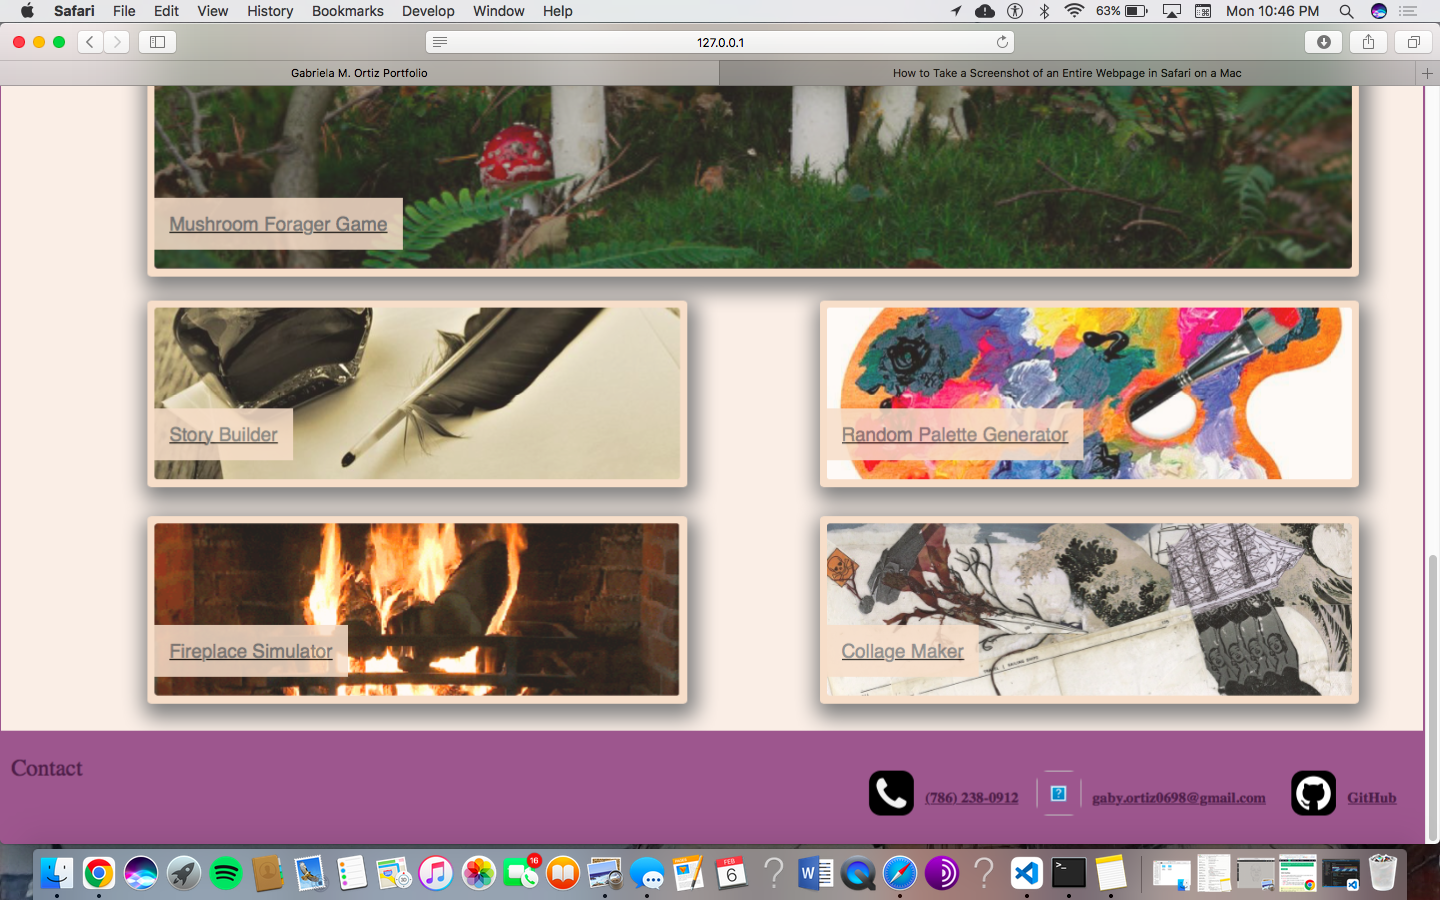 Safari File Edit View History Bookmarks Develop Window Help 63% Mon 10:46 PM
127.0.0.1
Gabriela M. Ortiz Portfolio How to Take a Screenshot of an Entire Webpage in Safari on a Mac
Mushroom Forager Game
Story Builder Random Palette Generator
Fireplace Simulator Collage Maker
Contact
(786) 238-0912 gaby.ortiz0698@gmail.com GitHub
16
FEB
6
W